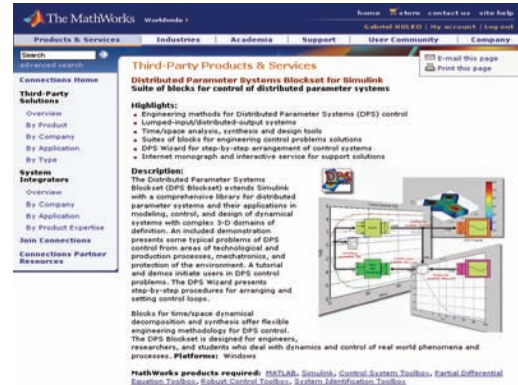 The MathWorks Worldwide
home store contact us site help
Gabriel HULKO | My account | Log out
Products & Services Industries Academia Support User Community Company
Search
advanced search
E-mail this page
Print this page
Connections Home
Third-Party Solutions
Overview
By Product
By Company
By Application
By Type
System Integrators
Overview
By Company
By Application
By Product Expertise
Join Connections
Connections Partner Resources
Third-Party Products & Services
Distributed Parameter Systems Blockset for Simulink
Suite of blocks for control of distributed parameter systems
Highlights:
Engineering methods for Distributed Parameter Systems (DPS) control
Lumped-input/distributed-output systems
Time/space analysis, synthesis and design tools
Suites of blocks for engineering control problems solutions
DPS Wizard for step-by-step arrangement of control systems
Internet monograph and interactive service for support solutions
Description:
The Distributed Parameter Systems
Blockset (DPS Blockset) extends Simulink
with a comprehensive library for distributed
parameter systems and their applications in
modeling, control, and design of dynamical
systems with complex 3-D domains of
definition. An included demonstration
presents some typical problems of DPS
control from areas of technological and
production processes, mechatronics, and
protection of the environment. A tutorial
and demos initiate users in DPS control
problems. The DPS Wizard presents
step-by-step procedures for arranging and
setting control loops.
Blocks for time/space dynamical
decomposition and synthesis offer flexible
engineering methodology for DPS control.
The DPS Blockset is designed for engineers,
researchers, and students who deal with dynamics and control of real world phenomena and
processes. Platforms: Windows
DPS
MathWorks products required: MATLAB, Simulink, Control System Toolbox, Partial Differential
Equation Toolbox, Robust Control Toolbox, System Identification Toolbox